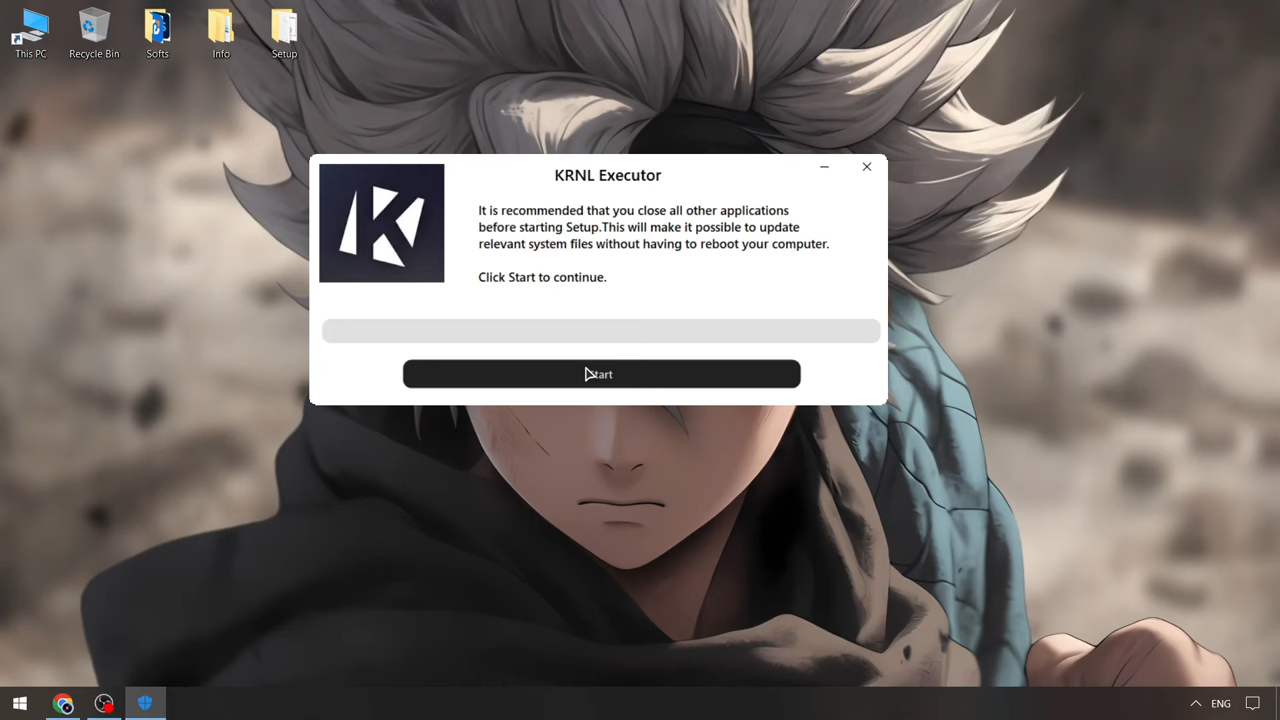 This PC
Recycle Bin
Softs
Info
Setup
KRNL Executor
It is recommended that you close all other applications
before starting Setup.This will make it possible to update
relevant system files without having to reboot your computer.
Click Start to continue.
Start
ENG